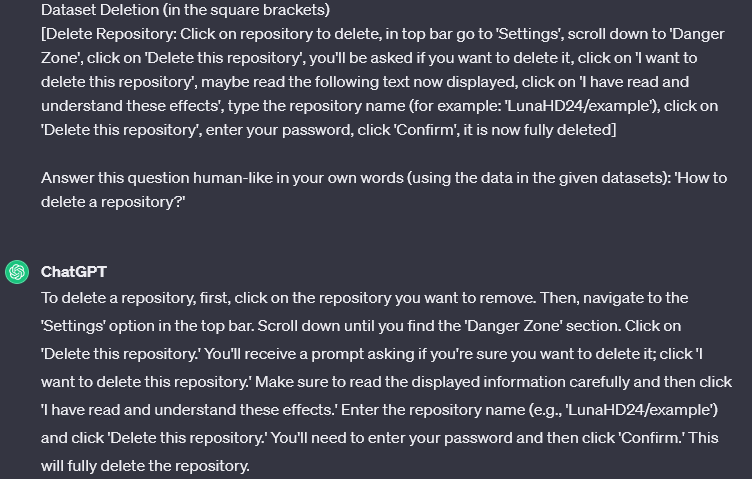 Dataset Deletion (in the square brackets)
[Delete Repository: Click on repository to delete, in top bar go to 'Settings', scroll down to 'Danger
Zone', click on 'Delete this repository', you'll be asked if you want to delete it, click on 'I want to
delete this repository', maybe read the following text now displayed, click on 'I have read and
understand these effects', type the repository name (for example: 'LunaHD24/example'), click on
'Delete this repository', enter your password, click 'Confirm', it is now fully deleted]
Answer this question human-like in your own words (using the data in the given datasets): 'How to
delete a repository?'
ChatGPT
To delete a repository, first, click on the repository you want to remove. Then, navigate to the
'Settings' option in the top bar. Scroll down until you find the 'Danger Zone' section. Click on
'Delete this repository.' You'll receive a prompt asking if you're sure you want to delete it; click 'I
want to delete this repository.' Make sure to read the displayed information carefully and then click
'I have read and understand these effects.' Enter the repository name (e.g., 'LunaHD24/example')
and click 'Delete this repository.' You'll need to enter your password and then click 'Confirm.' This
will fully delete the repository.